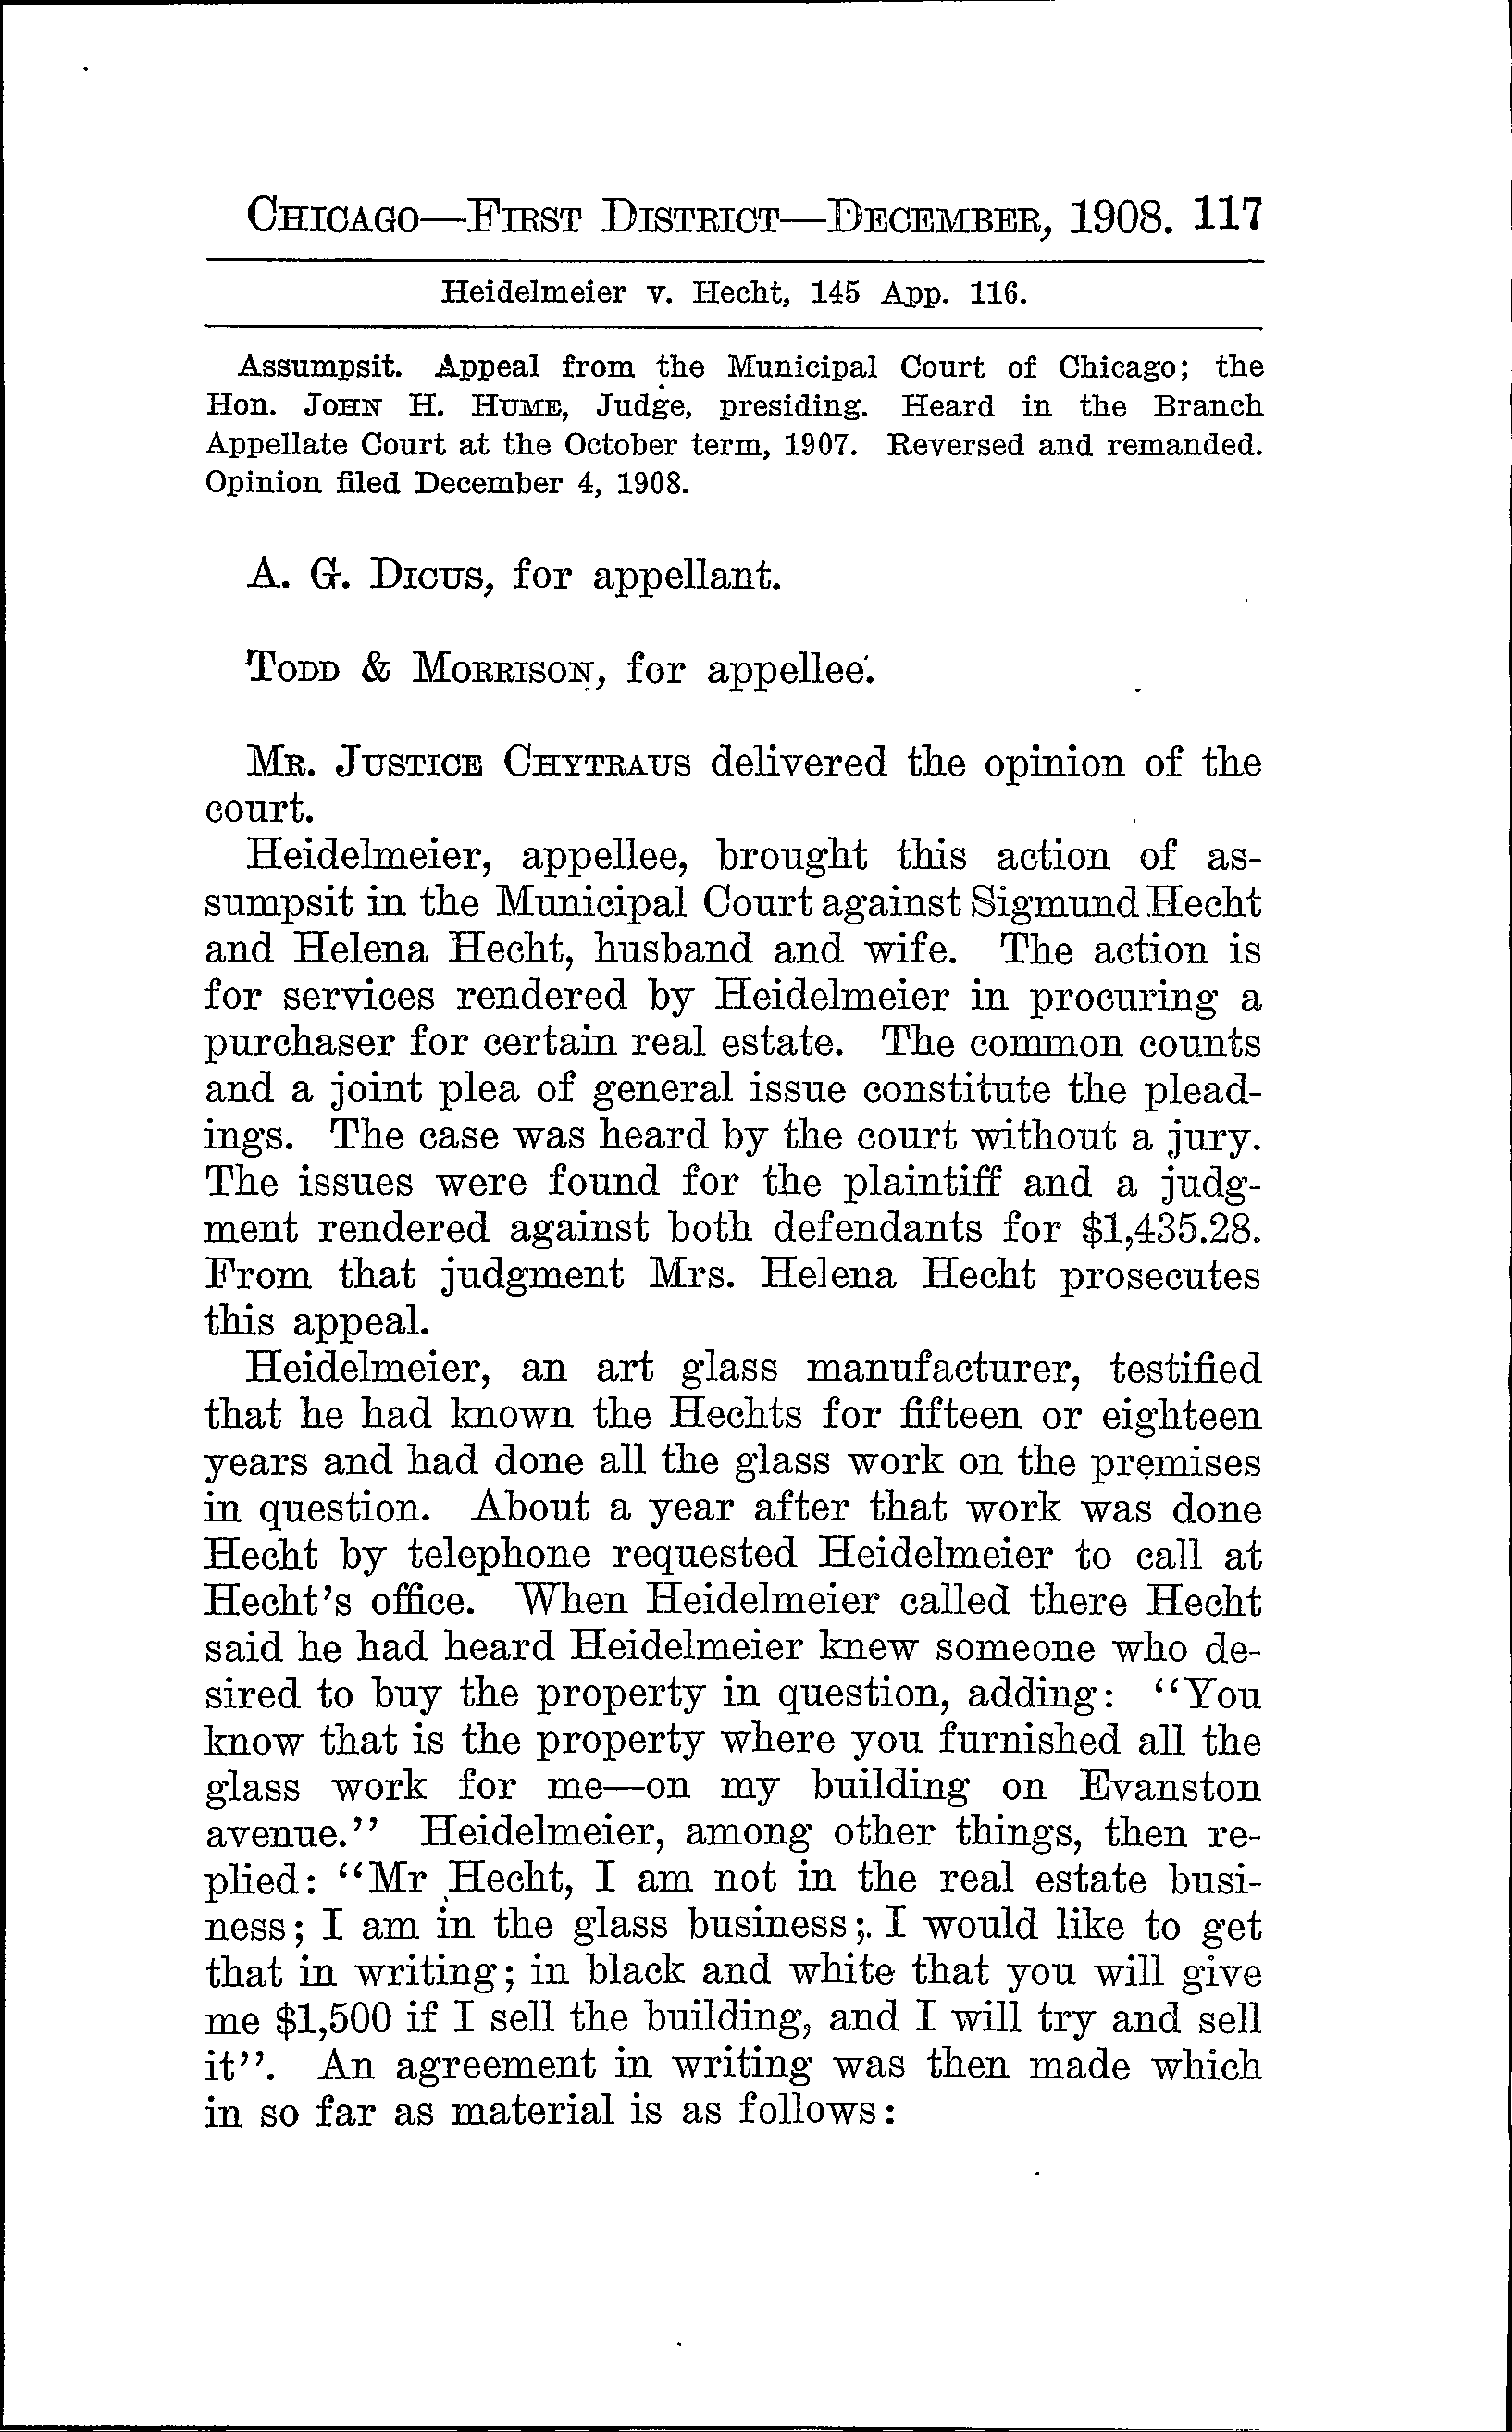 CHICAGO—FIRST DISTRICT—DECEMBER, 1908. 117
Heidelmeier v. Hecht, 145 App. 116.
Assumpsit. Appeal from the Municipal Court of Chicago; the
Hon. JOHN H. HUME, Judge, presiding. Heard in the Branch
Appellate Court at the October term, 1907. Reversed and remanded.
Opinion filed December 4, 1908.
A. G. DICUS, for appellant.
TODD & MORRISON, for appellee.
MR. JUSTICE CHYTRAUS delivered the opinion of the
court.
Heidelmeier, appellee, brought this action of as-
sumpsit in the Municipal Court against Sigmund Hecht
and Helena Hecht, husband and wife. The action is
for services rendered by Heidelmeier in procuring a
purchaser for certain real estate. The common counts
and a joint plea of general issue constitute the plead-
ings. The case was heard by the court without a jury.
The issues were found for the plaintiff and a judg-
ment rendered against both defendants for $1,435.28.
From that judgment Mrs. Helena Hecht prosecutes
this appeal.
Heidelmeier, an art glass manufacturer, testified
that he had known the Hechts for fifteen or eighteen
years and had done all the glass work on the premises
in question. About a year after that work was done
Hecht by telephone requested Heidelmeier to call at
Hecht's office. When Heidelmeier called there Hecht
said he had heard Heidelmeier knew someone who de-
sired to buy the property in question, adding: "You
know that is the property where you furnished all the
glass work for me—on my building on Evanston
avenue." Heidelmeier, among other things, then re-
plied: "Mr Hecht, I am not in the real estate busi-
ness; I am in the glass business; I would like to get
that in writing; in black and white that you will give
me $1,500 if I sell the building, and I will try and sell
it". An agreement in writing was then made which
in so far as material is as follows: